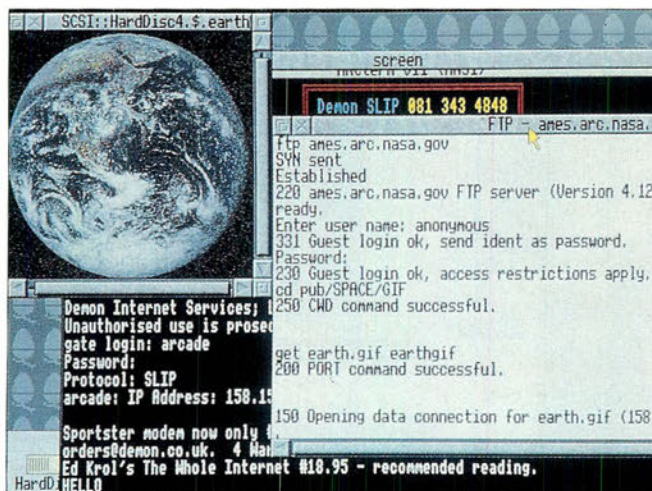 SCSI::HardDisc4.$.earth
screen
Demon SLIP 081 343 4848
FTP - ames.arc.nasa.
ftp ames.arc.nasa.gov
SYN sent
Established
220 ames.arc.nasa.gov FTP server (Version 4.12
ready.
Enter user name: anonymous
331 Guest login ok, send ident as password.
Password:
230 Guest login ok, access restrictions apply.
cd pub/SPACE/GIF
250 CWD command successful.
get earth.gif earthgif
200 PORT command successful.
150 Opening data connection for earth.gif (158
Demon Internet Services;
Unauthorised use is prosec
gate login: arcade
Password:
Protocol: SLIP
arcade: IP Address: 158.15
Sportster modem now only
orders@demon.co.uk. 4
Ed Krol's The Whole Internet #18.95 - recommended reading.
HELLO
HardDi